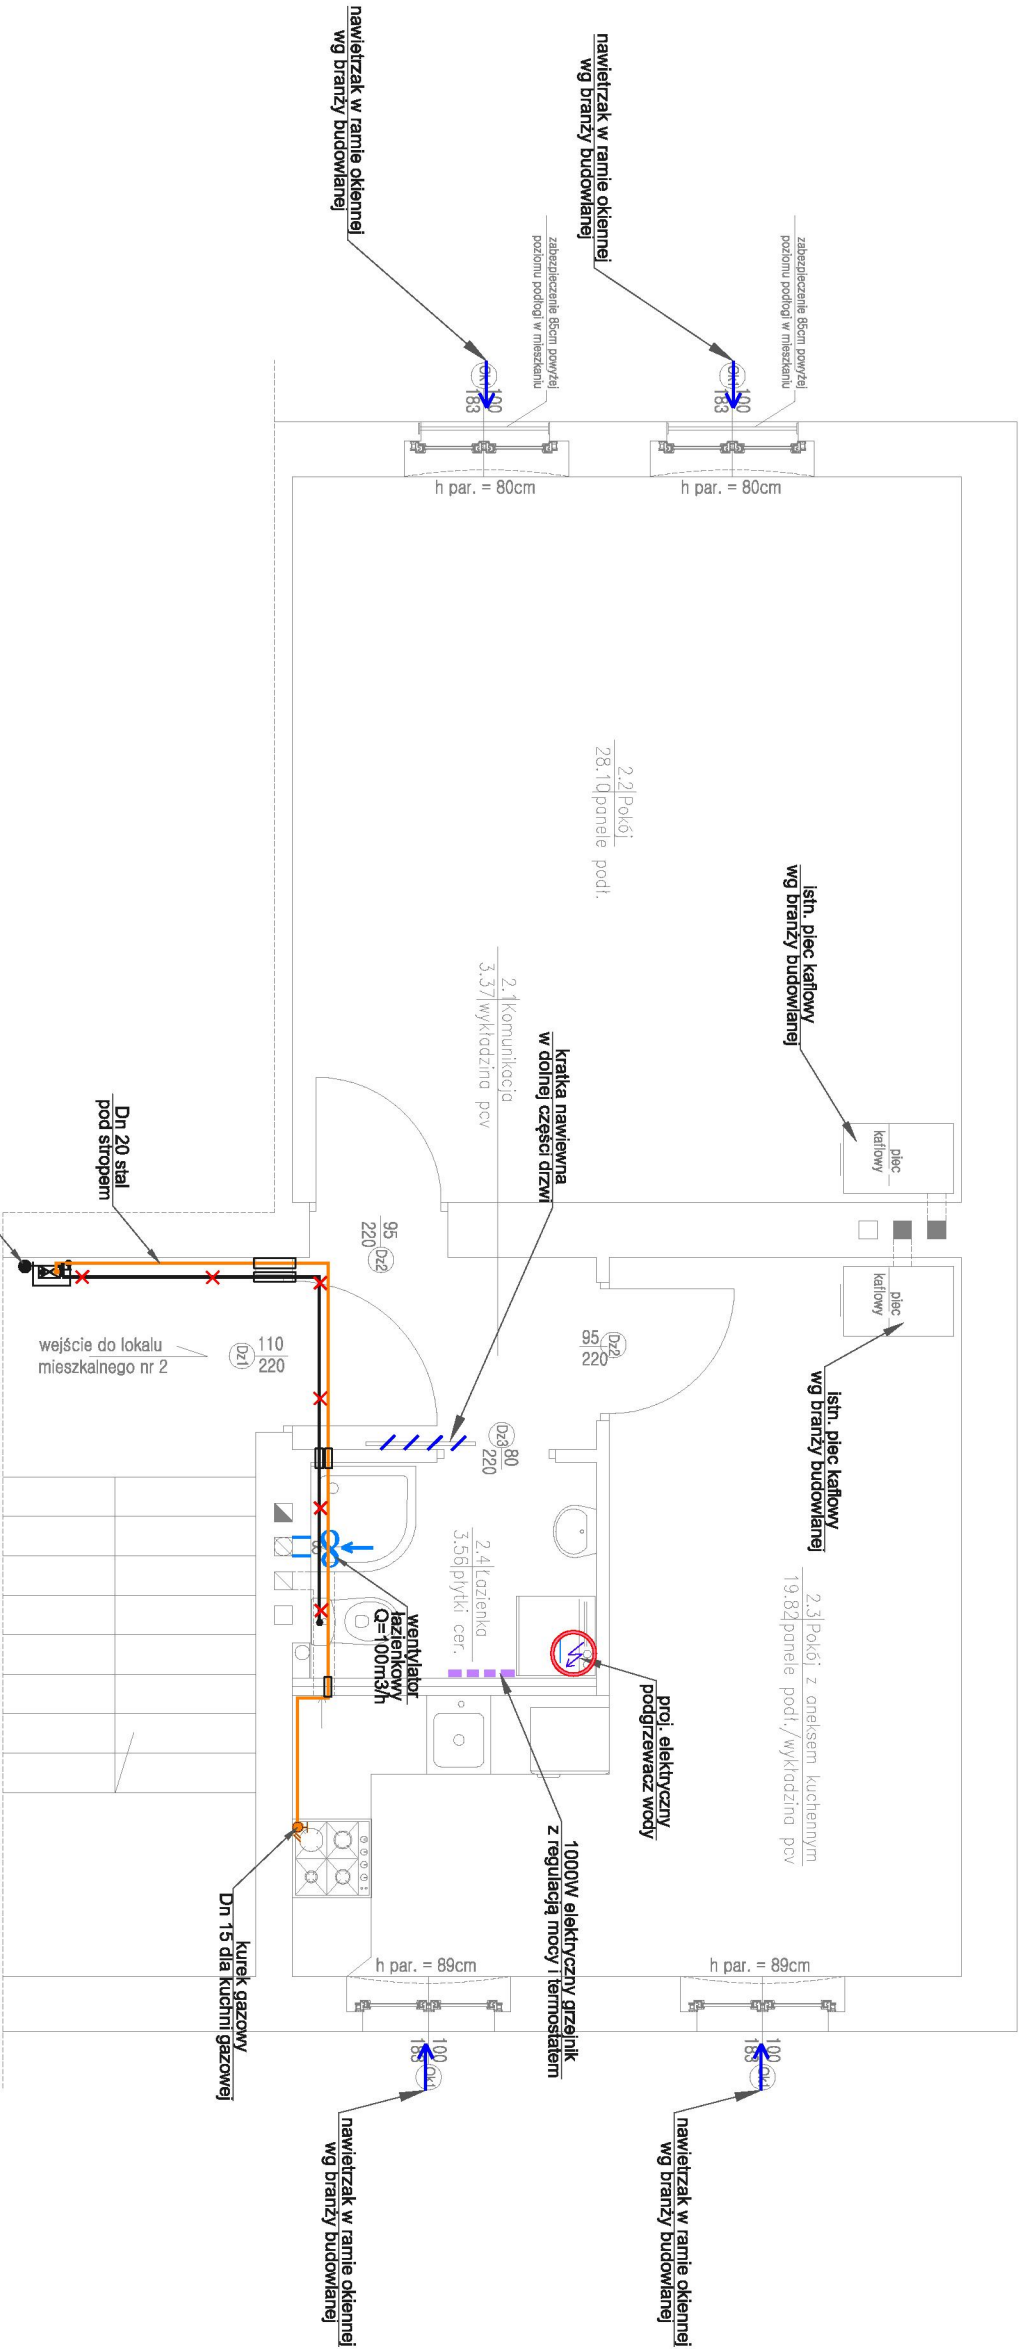 nawietrzak w ramie okiennej
wg branży budowlanej
nawietrzak w ramie okiennej
wg branży budowlanej
zabezpieczenie 85cm powyżej
poziomu podłogi w mieszkaniu
zabezpieczenie 85cm powyżej
poziomu podłogi w mieszkaniu
100
183
100
183
Ok1
h par. = 80cm
h par. = 80cm
2.2 Pokój
28.10 panele podł.
istn. piec kaflowy
wg branży budowlanej
2.1 Komunikacja
3.37 wykładzina pcv
kratka nawiewna
w dolnej części drzwi
piec
kaflowy
piec
kaflowy
Dn 20 stal
pod stropem
95
220
Dz2
wejście do lokalu
mieszkalnego nr 2
Dz1
110
220
95
220
Dz2
istn. piec kaflowy
wg branży budowlanej
Dz3
80
220
2.4 Łazienka
3.56 płytki cer.
2.3 Pokój z aneksem kuchennym
19.82 panele podł./wykładzina pcv
wentylator
łazienkowy
Q=100m3/h
proj. elektryczny
podgrzewacz wody
1000W elektryczny grzejnik
z regulacją mocy i termostatem
kurek gazowy
Dn 15 dla kuchni gazowej
h par. = 89cm
h par. = 89cm
100
183
Ok1
100
Ok1
nawietrzak w ramie okiennej
wg branży budowlanej
nawietrzak w ramie okiennej
wg branży budowlanej